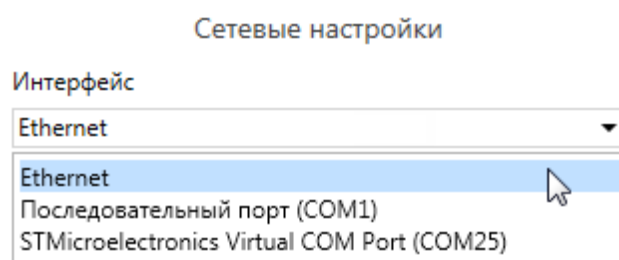 Сетевые настройки
Интерфейс
Ethernet
Ethernet
Последовательный порт (COM1)
STMicroelectronics Virtual COM Port (COM25)